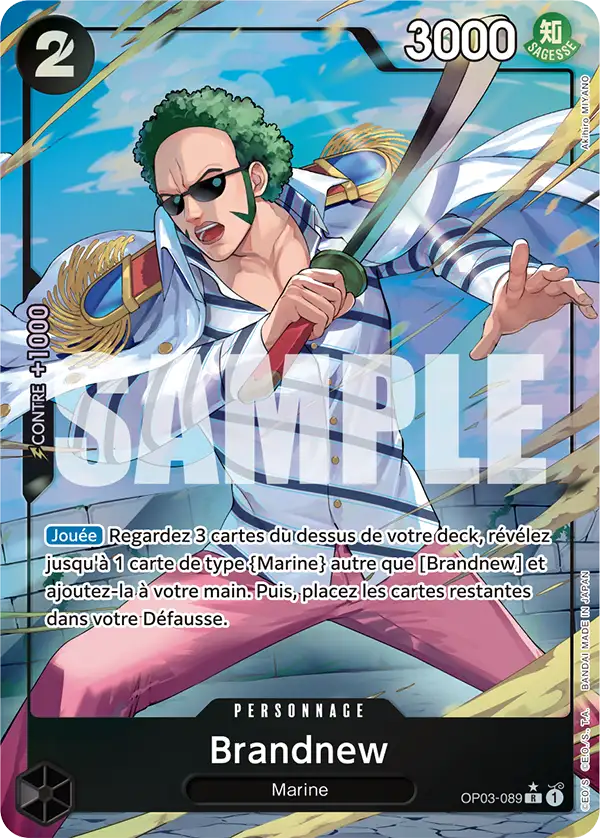 2
3000
知
SAGESSE
Akihiro MIYANO
CONTRE +1000
SAMPLE
Jouée Regardez 3 cartes du dessus de votre deck, révélez
jusqu'à 1 carte de type {Marine} autre que [Brandnew] et
ajoutez-la à votre main. Puis, placez les cartes restantes
dans votre Défausse.
©E.O./S. ©E.O./S., T.A. BANDAI MADE IN JAPAN
PERSONNAGE
Brandnew
Marine
OP03-089 R 1